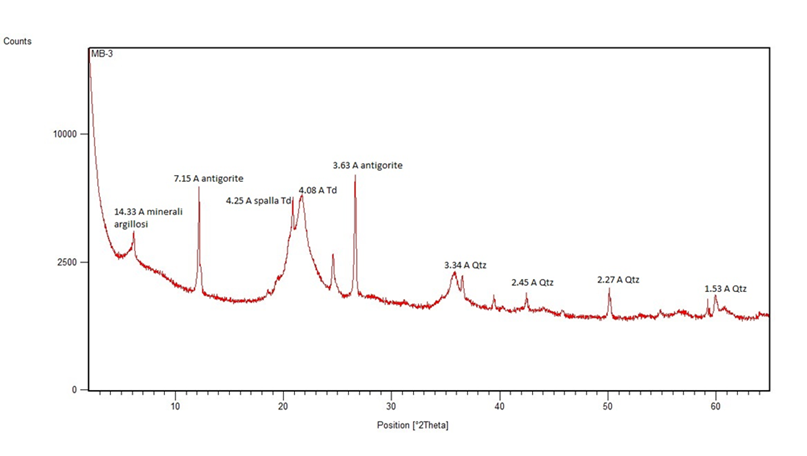 Counts
MB-3
10000
3.63 A antigorite
7.15 A antigorite
4.25 A spalla Td
4.08 A Td
14.33 A minerali
argillosi
2500
3.34 A Qtz
2.45 A Qtz
2.27 A Qtz
1.53 A Qtz
0
10
20
30
40
50
60
Position [°2Theta]